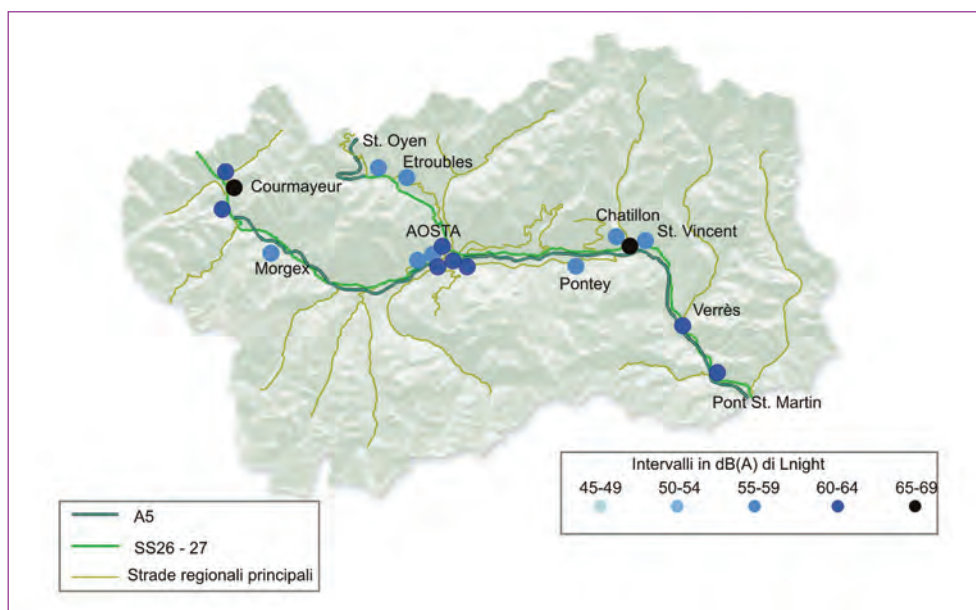 St. Oyen
Etroubles
Courmayeur
AOSTA
Chatillon
St. Vincent
Morgex
Pontey
Verrès
Pont St. Martin
Intervalli in dB(A) di Lnight
45-49 50-54 55-59 60-64 65-69
A5
SS26 - 27
Strade regionali principali